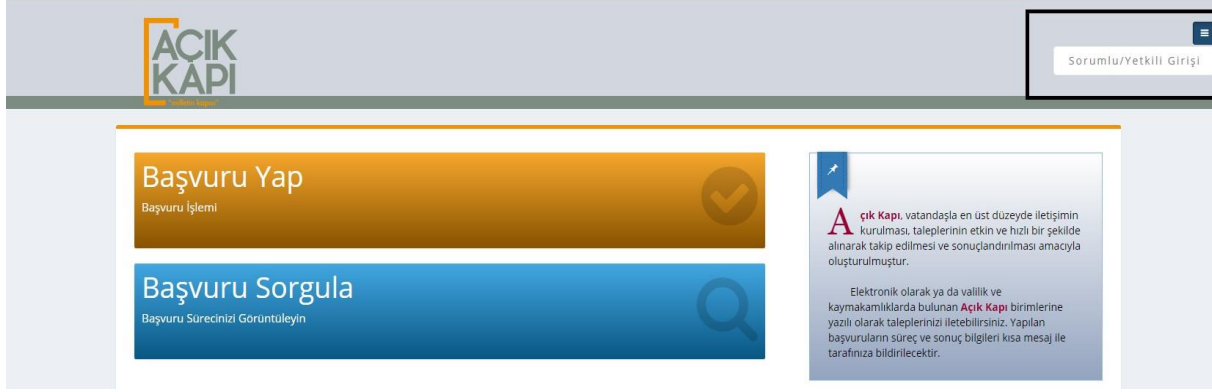 AÇIK
KAPI
"milletin kapısı"
Sorumlu/Yetkili Girişi
Başvuru Yap
Başvuru İşlemi
Başvuru Sorgula
Başvuru Sürecinizi Görüntüleyin
Açık Kapı, vatandaşla en üst düzeyde iletişimin
kurulması, taleplerinin etkin ve hızlı bir şekilde
alınarak takip edilmesi ve sonuçlandırılması amacıyla
oluşturulmuştur.
Elektronik olarak ya da valilik ve
kaymakamlıklarda bulunan Açık Kapı birimlerine
yazılı olarak taleplerinizi iletebilirsiniz. Yapılan
başvuruların süreç ve sonuç bilgileri kısa mesaj ile
tarafınıza bildirilecektir.